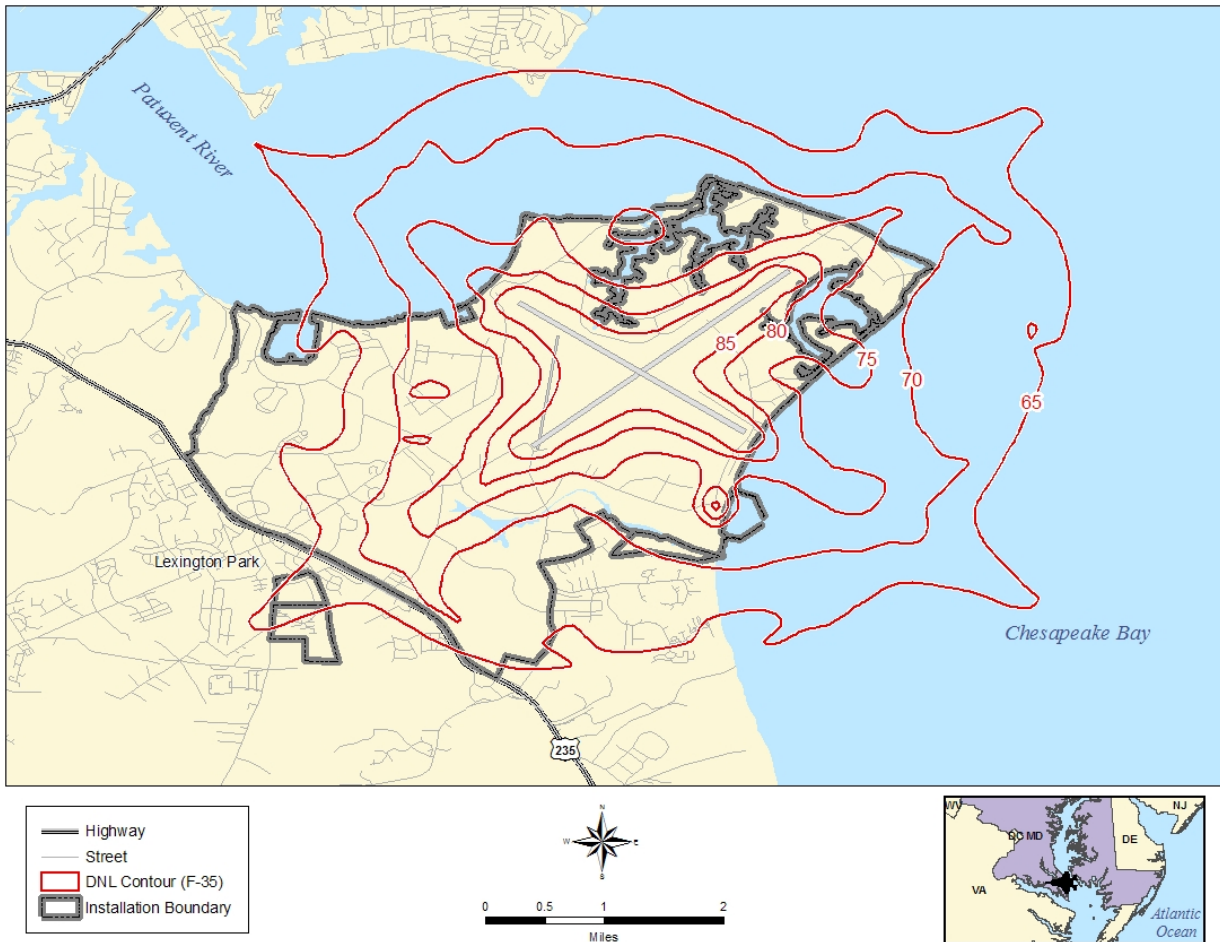 Patuxent River
80
85
75
70
65
Lexington Park
Chesapeake Bay
235
Highway
Street
DNL Contour (F-35)
Installation Boundary
N
W
E
S
0 0.5 1 2
Miles
WV
NJ
DC MD
DE
VA
Atlantic
Ocean